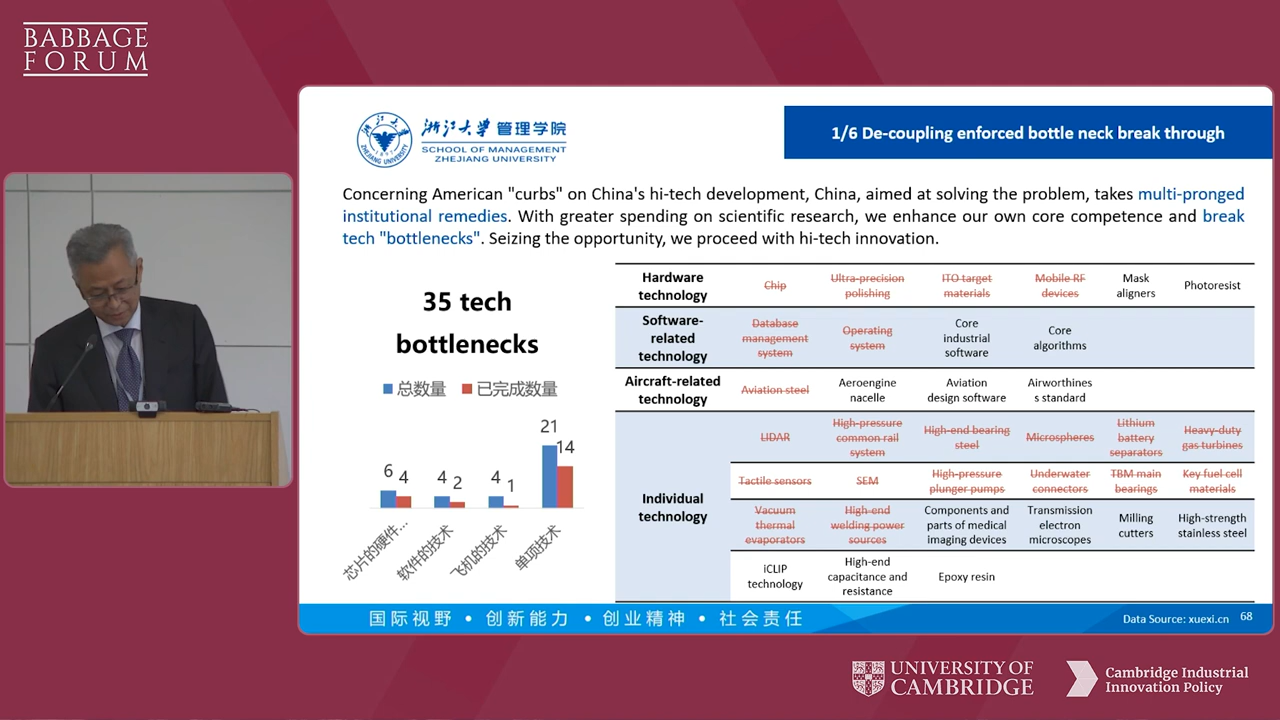 BABBAGE
FORUM
浙江大学 管理学院
SCHOOL OF MANAGEMENT
ZHEJIANG UNIVERSITY
1/6 De-coupling enforced bottle neck break through
Concerning American "curbs" on China's hi-tech development, China, aimed at solving the problem, takes multi-pronged
institutional remedies. With greater spending on scientific research, we enhance our own core competence and break
tech "bottlenecks". Seizing the opportunity, we proceed with hi-tech innovation.
35 tech
bottlenecks
总数量 已完成数量
6 4 4 2 4 1 21 14
芯片的硬件...
软件的技术
飞机的技术
单项技术
Hardware
technology
Chip
Ultra-precision
polishing
ITO target
materials
Mobile RF
devices
Mask
aligners
Photoresist
Software-
related
technology
Database
management
system
Operating
system
Core
industrial
software
Core
algorithms
Aircraft-related
technology
Aviation steel
Aeroengine
nacelle
Aviation
design software
Airworthines
s standard
Individual
technology
LIDAR
High-pressure
common rail
system
High-end bearing
steel
Microspheres
Lithium
battery
separators
Heavy-duty
gas turbines
Tactile sensors
SEM
High-pressure
plunger pumps
Underwater
connectors
TBM main
bearings
Key fuel cell
materials
Vacuum
thermal
evaporators
High-end
welding power
sources
Components and
parts of medical
imaging devices
Transmission
electron
microscopes
Milling
cutters
High-strength
stainless steel
iCLIP
technology
High-end
capacitance and
resistance
Epoxy resin
国际视野 • 创新能力 • 创业精神 • 社会责任
Data Source: xuexi.cn 68
UNIVERSITY OF
CAMBRIDGE
Cambridge Industrial
Innovation Policy